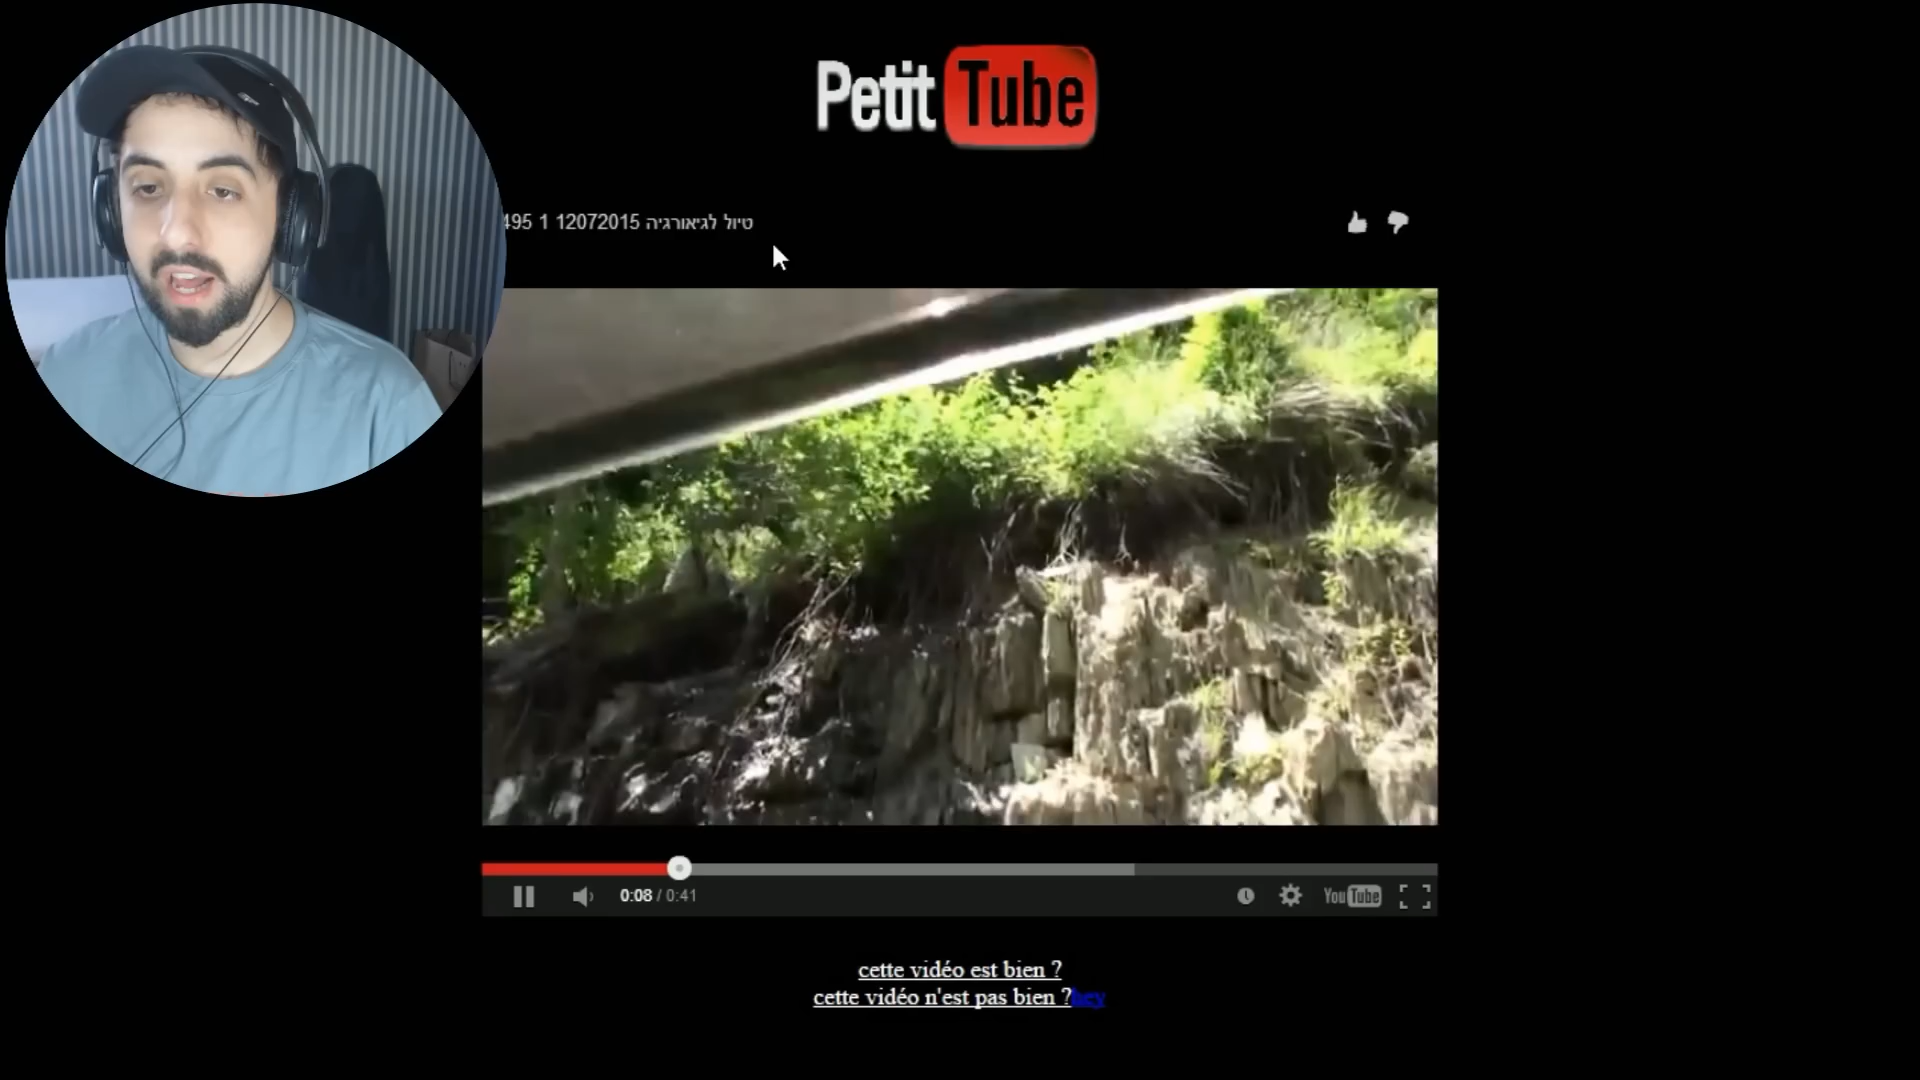 Petit Tube
495 1 12072015 טיול לגיאורגיה
0:08 / 0:41
YouTube
cette vidéo est bien ?
cette vidéo n'est pas bien ?hey